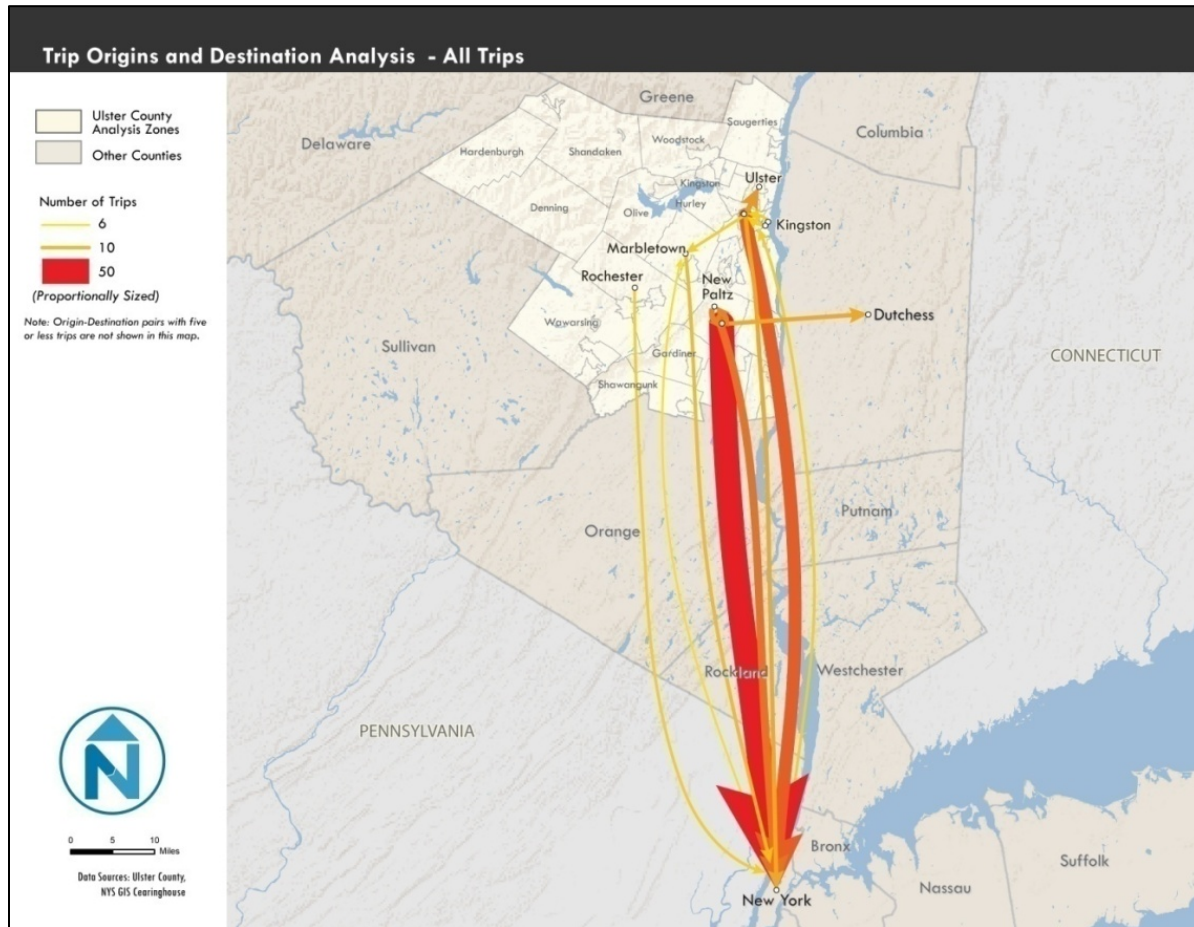 Trip Origins and Destination Analysis - All Trips
Ulster County
Analysis Zones
Other Counties
Number of Trips
6
10
50
(Proportionally Sized)
Note: Origin-Destination pairs with five
or less trips are not shown in this map.
Greene
Columbia
Delaware
Saugerties
Woodstock
Hardenburgh
Shandaken
Ulster
Kingston
Denning
Olive
Hurley
Kingston
Marbletown
Rochester
New
Paltz
Dutchess
Wawarsing
Sullivan
Gardiner
CONNECTICUT
Shawangunk
Putnam
Orange
Rockland
Westchester
PENNSYLVANIA
N
0 5 10
Miles
Bronx
Suffolk
Nassau
New York
Data Sources: Ulster County,
NYS GIS Clearinghouse